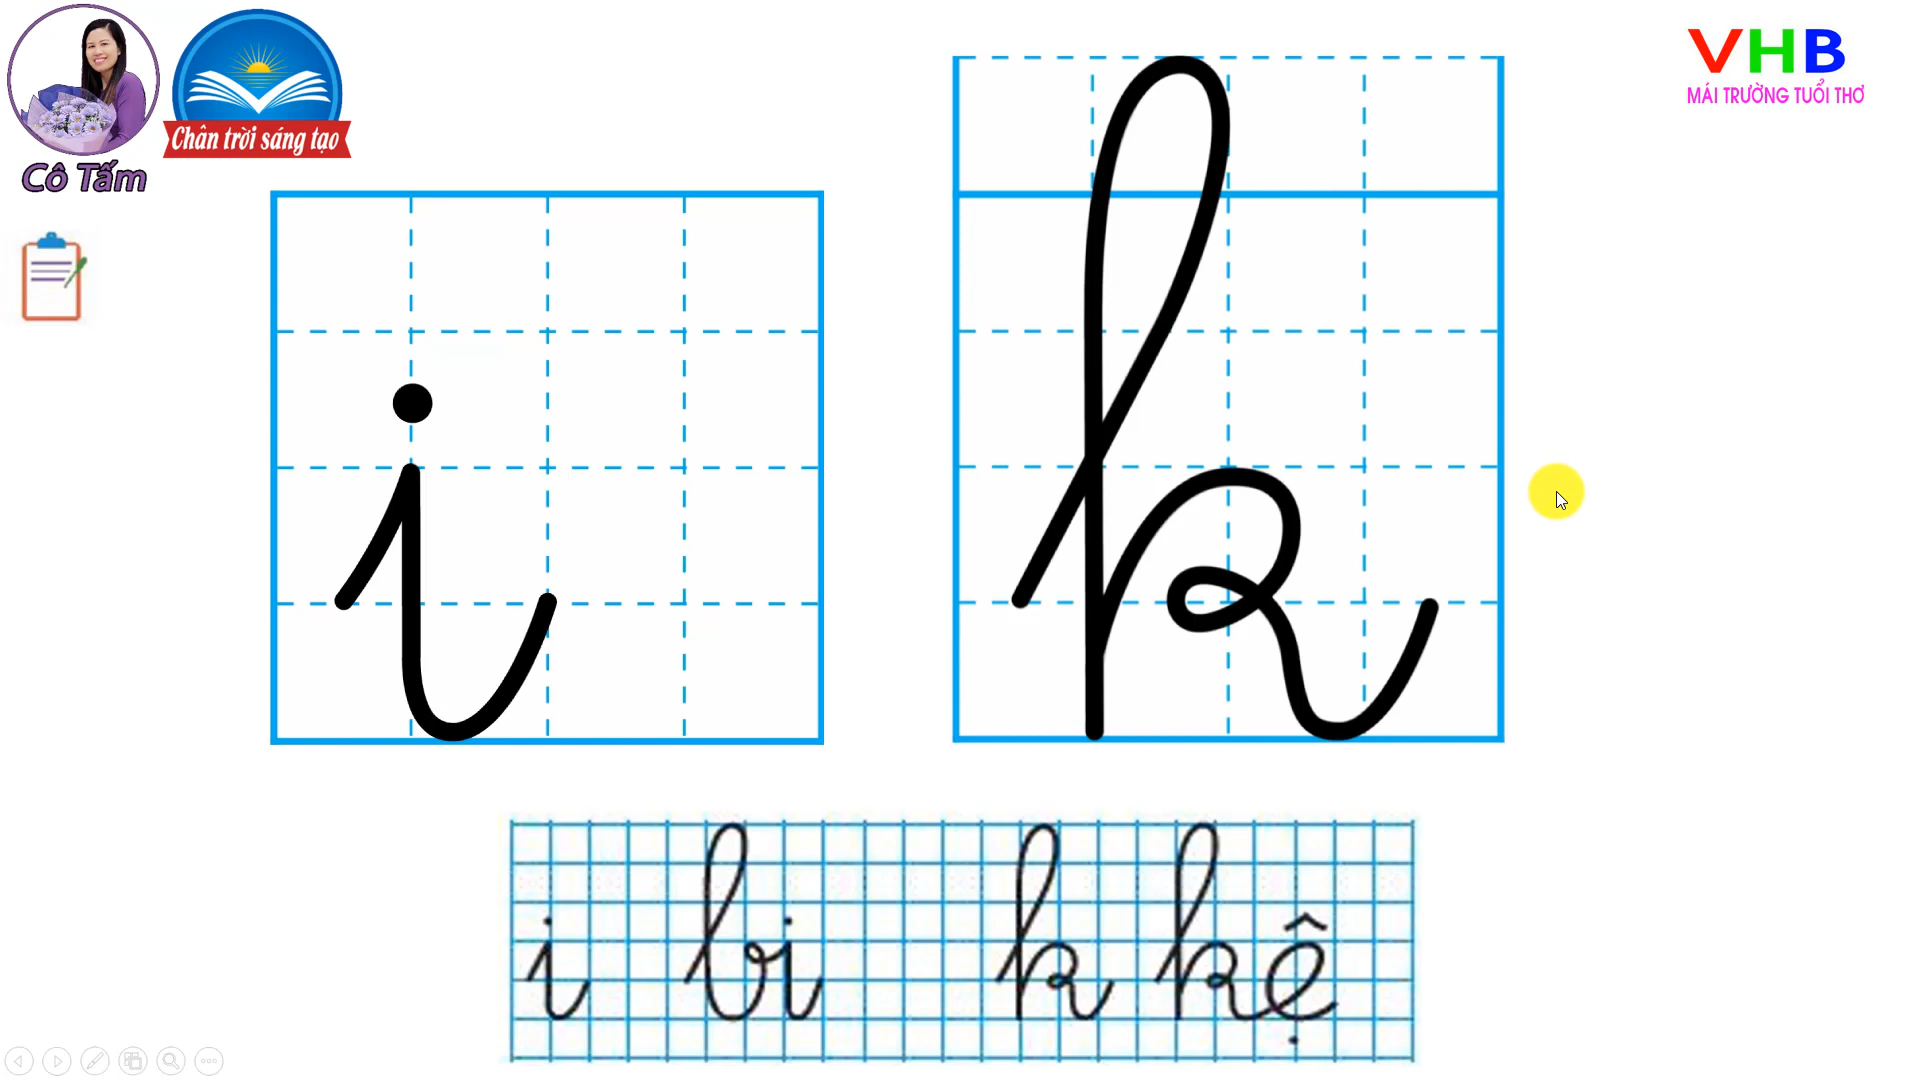 Cô Tấm
Chân trời sáng tạo
VHB
MÁI TRƯỜNG TUỔI THƠ
i k
i bi k kệ